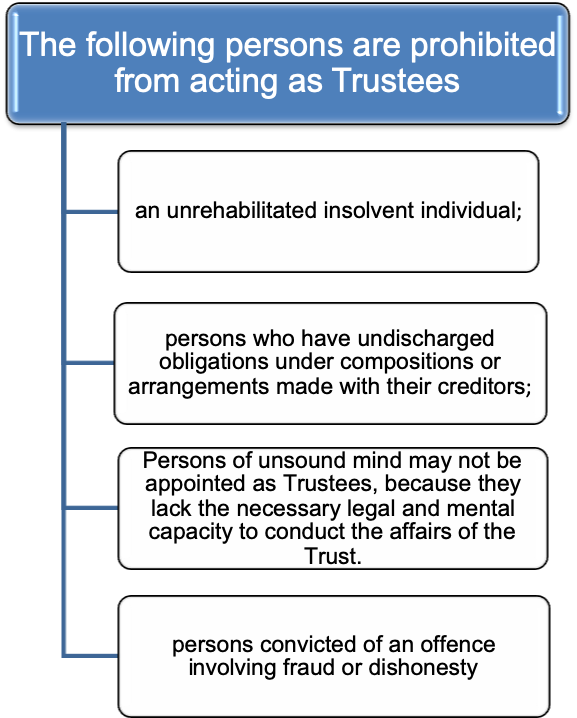 The following persons are prohibited
from acting as Trustees
an unrehabilitated insolvent individual;
persons who have undischarged
obligations under compositions or
arrangements made with their creditors;
Persons of unsound mind may not be
appointed as Trustees, because they
lack the necessary legal and mental
capacity to conduct the affairs of the
Trust.
persons convicted of an offence
involving fraud or dishonesty